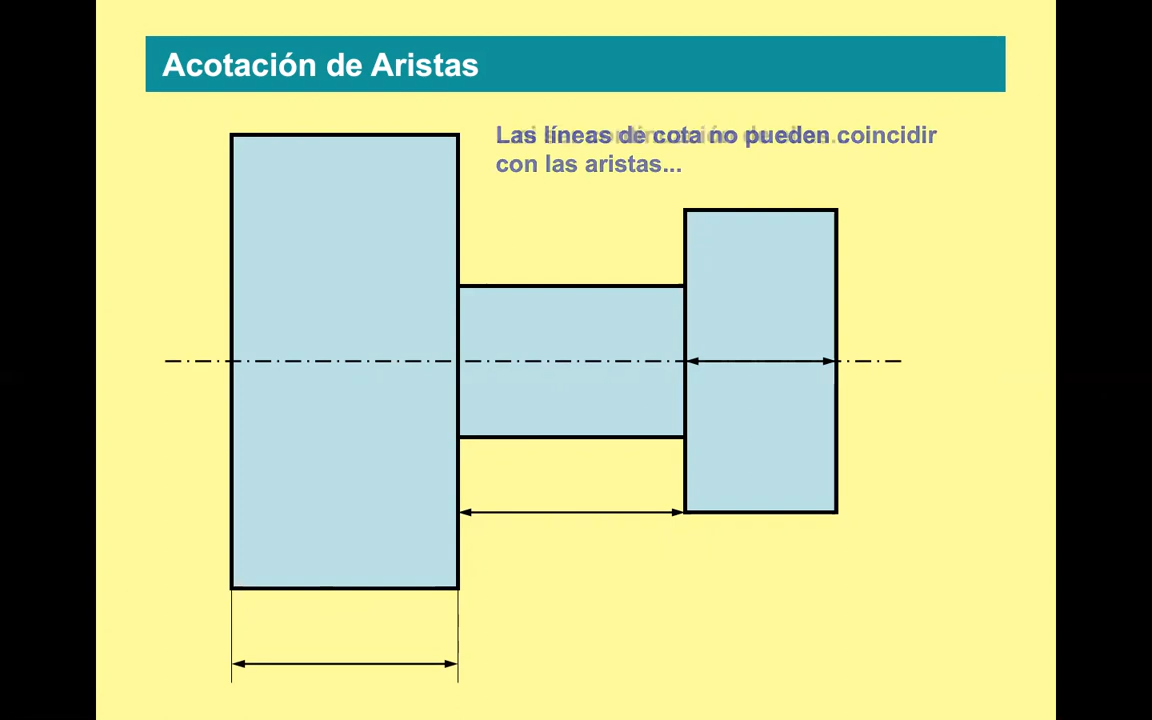 Acotación de Aristas
Las líneas de cota no pueden coincidir
con las aristas...